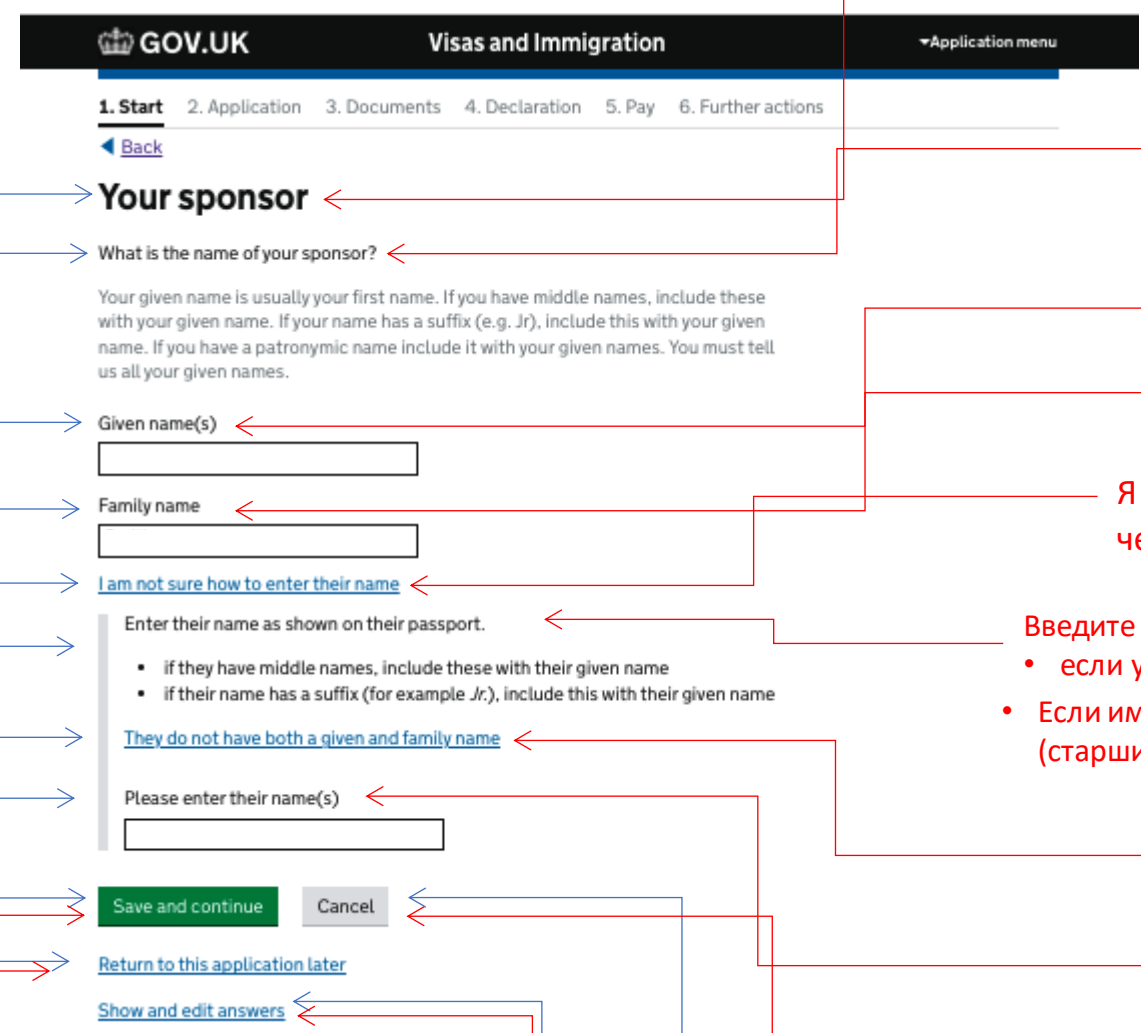 GOV.UK Visas and Immigration Application menu
1. Start 2. Application 3. Documents 4. Declaration 5. Pay 6. Further actions
Back
Your sponsor
What is the name of your sponsor?
Your given name is usually your first name. If you have middle names, include these
with your given name. If your name has a suffix (e.g. Jr), include this with your given
name. If you have a patronymic name include it with your given names. You must tell
us all your given names.
Given name(s)
Family name
I am not sure how to enter their name
Enter their name as shown on their passport.
• if they have middle names, include these with their given name
• if their name has a suffix (for example Jr.), include this with their given name
They do not have both a given and family name
Please enter their name(s)
Save and continue Cancel
Return to this application later
Show and edit answers
Я
Введите
• если
• Если